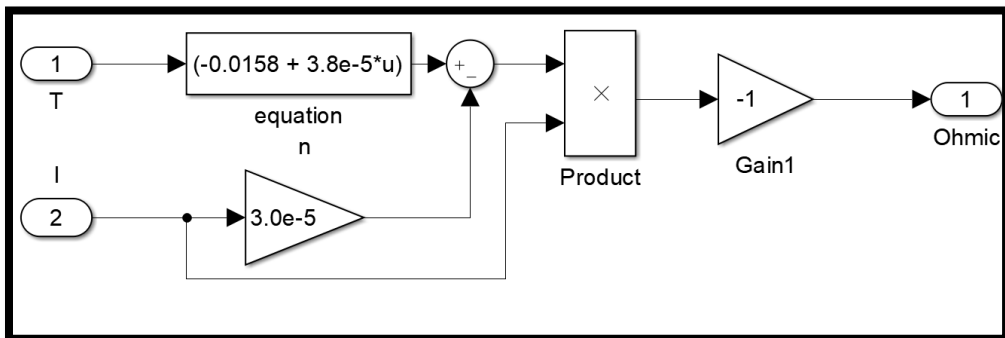 1
T
(-0.0158 + 3.8e-5*u)
equation
n
+
−
×
Product
-1
Gain1
1
Ohmic
I
2
3.0e-5